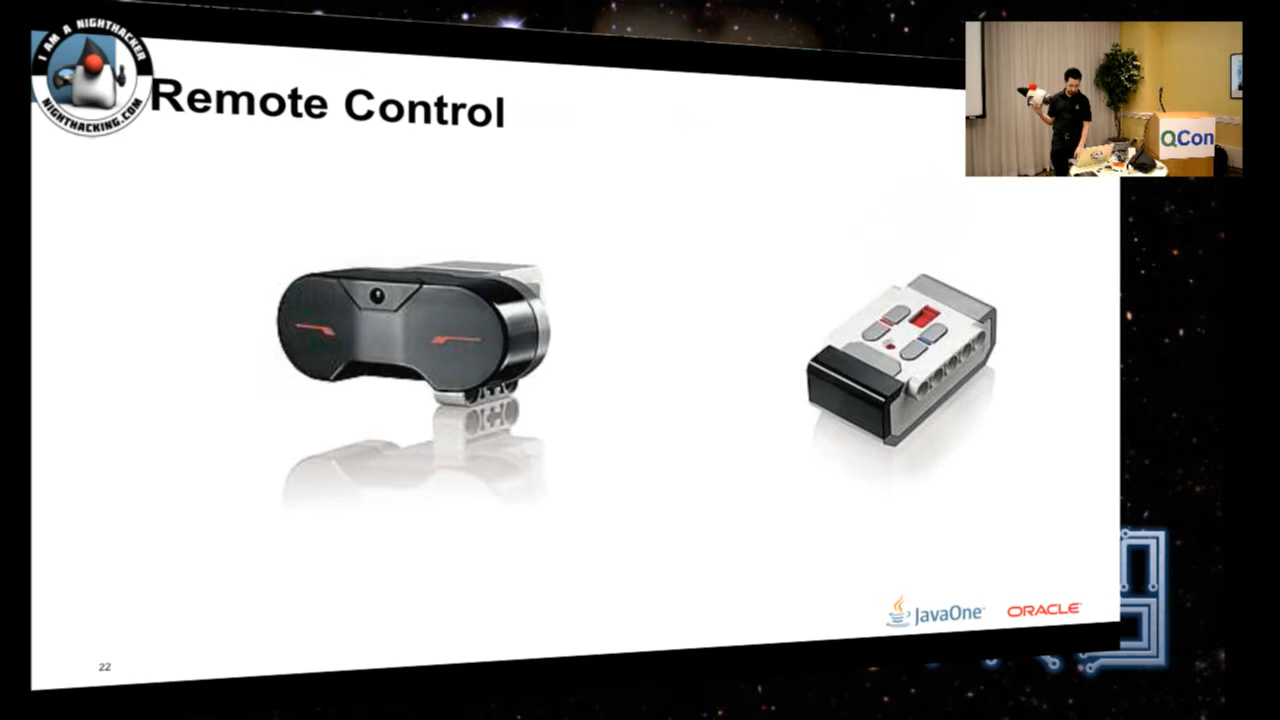 I AM A NIGHTHACKER
NIGHTHACKING.COM
Remote Control
QCon
JavaOne
ORACLE
22